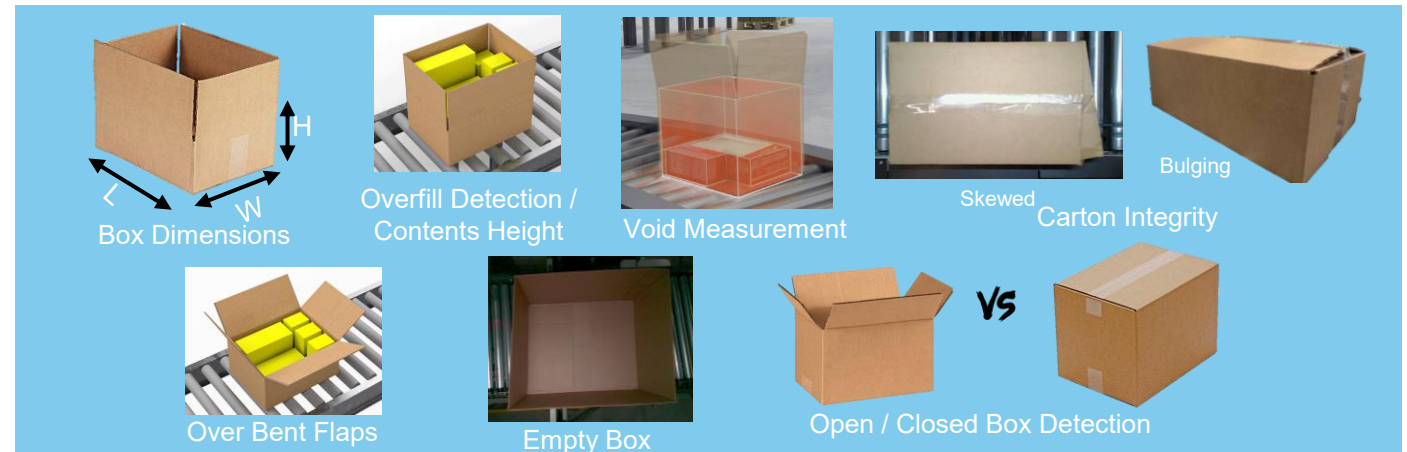 H
L
W
Box Dimensions
Overfill Detection /
Contents Height
Void Measurement
Skewed
Bulging
Carton Integrity
Over Bent Flaps
Empty Box
VS
Open / Closed Box Detection